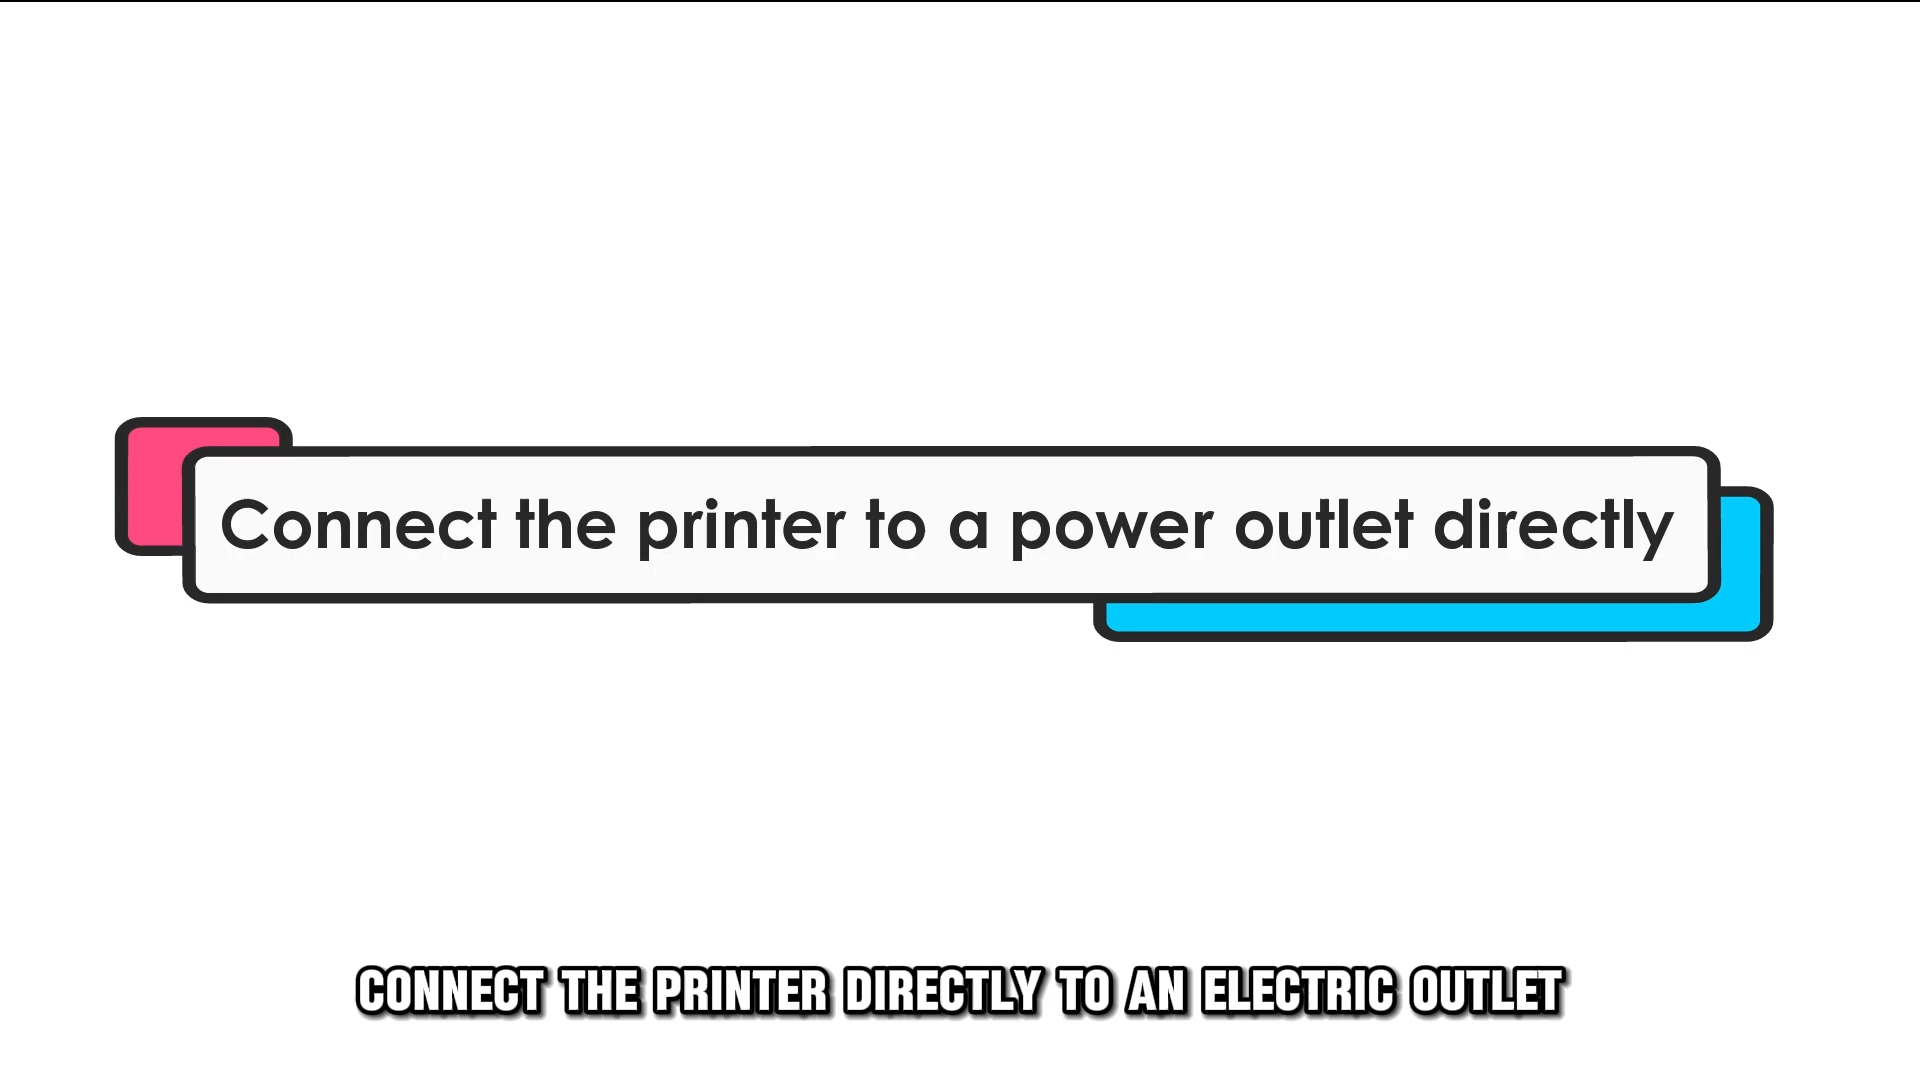 Connect the printer to a power outlet directly
CONNECT THE PRINTER DIRECTLY TO AN ELECTRIC OUTLET